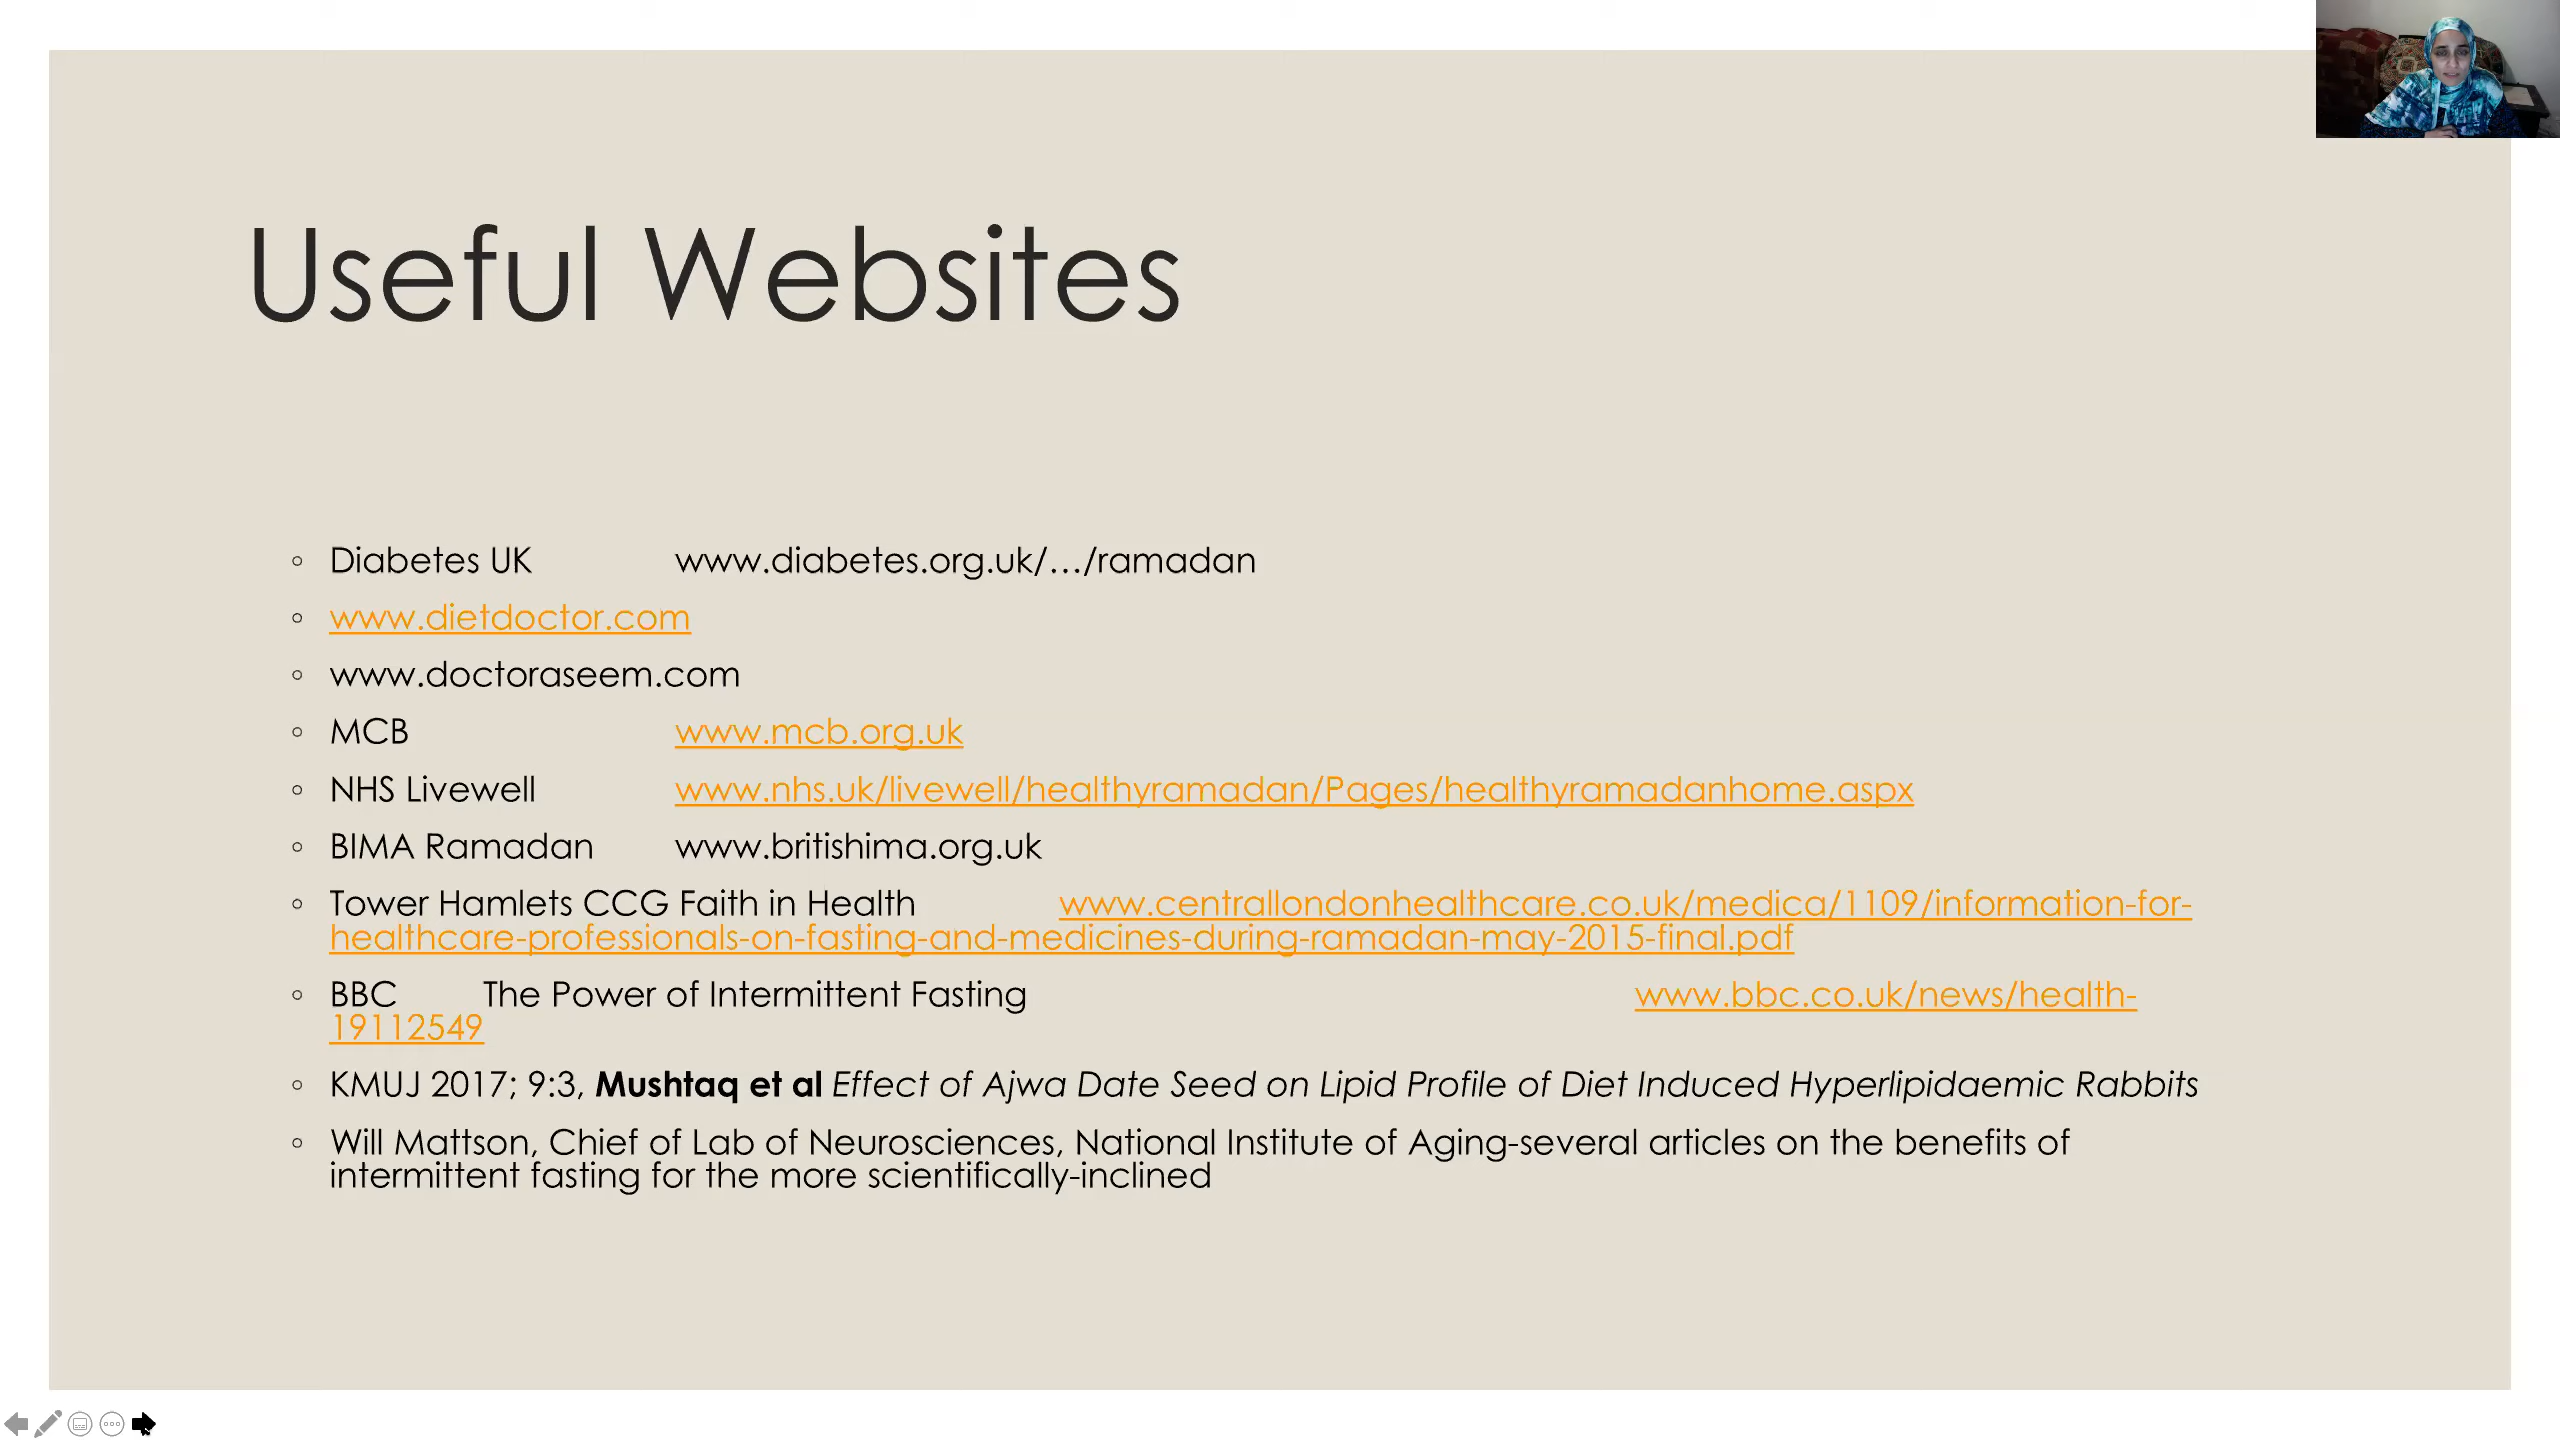 Useful Websites
◦ Diabetes UK www.diabetes.org.uk/…/ramadan
◦ www.dietdoctor.com
◦ www.doctoraseem.com
◦ MCB www.mcb.org.uk
◦ NHS Livewell www.nhs.uk/livewell/healthyramadan/Pages/healthyramadanhome.aspx
◦ BIMA Ramadan www.britishima.org.uk
◦ Tower Hamlets CCG Faith in Health www.centrallondonhealthcare.co.uk/medica/1109/information-for-
healthcare-professionals-on-fasting-and-medicines-during-ramadan-may-2015-final.pdf
◦ BBC The Power of Intermittent Fasting www.bbc.co.uk/news/health-
19112549
◦ KMUJ 2017; 9:3, Mushtaq et al Effect of Ajwa Date Seed on Lipid Profile of Diet Induced Hyperlipidaemic Rabbits
◦ Will Mattson, Chief of Lab of Neurosciences, National Institute of Aging-several articles on the benefits of
intermittent fasting for the more scientifically-inclined